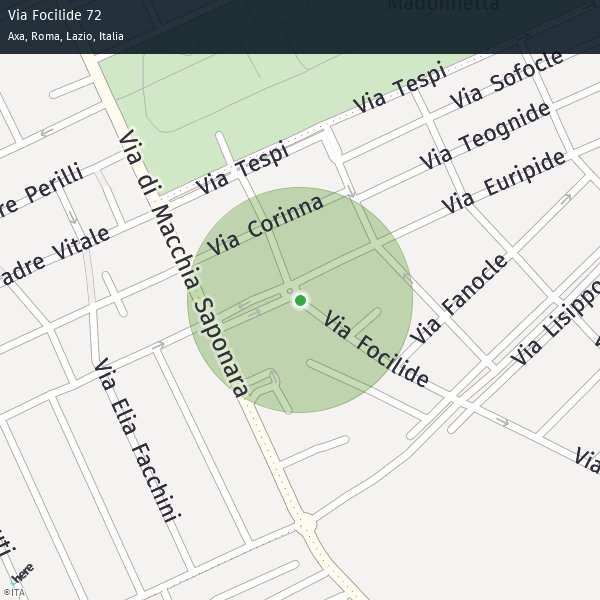 Via Focilide 72
Axa, Roma, Lazio, Italia
Madonnetta
Via Tespi
Via Sofocle
Via Teognide
Via Euripide
Via Tespi
Via di Macchia Saponara
re Perilli
Via Corinna
adre Vitale
Via Fanocle
Via Lisippo
Via Focilide
Via Elia Facchini
Via
uti
here
©ITA